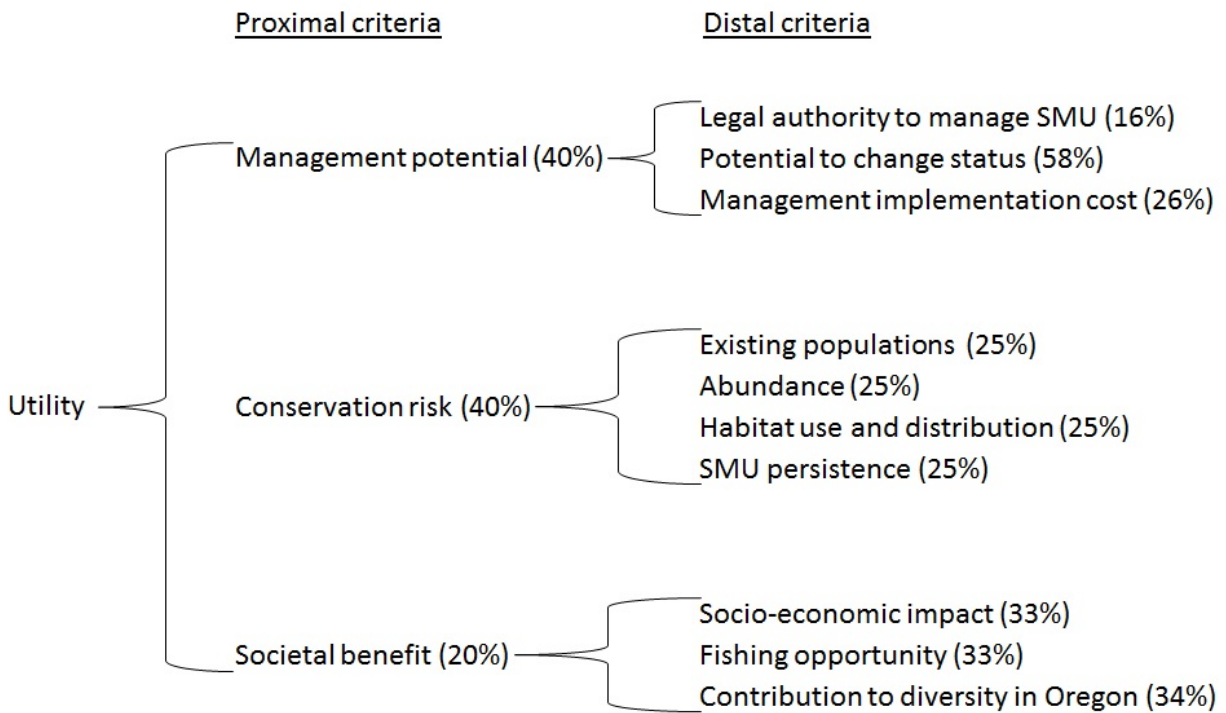 Proximal criteria
Distal criteria
Legal authority to manage SMU (16%)
Management potential (40%)
Potential to change status (58%)
Management implementation cost (26%)
Existing populations (25%)
Abundance (25%)
Utility
Conservation risk (40%)
Habitat use and distribution (25%)
SMU persistence (25%)
Socio-economic impact (33%)
Societal benefit (20%)
Fishing opportunity (33%)
Contribution to diversity in Oregon (34%)